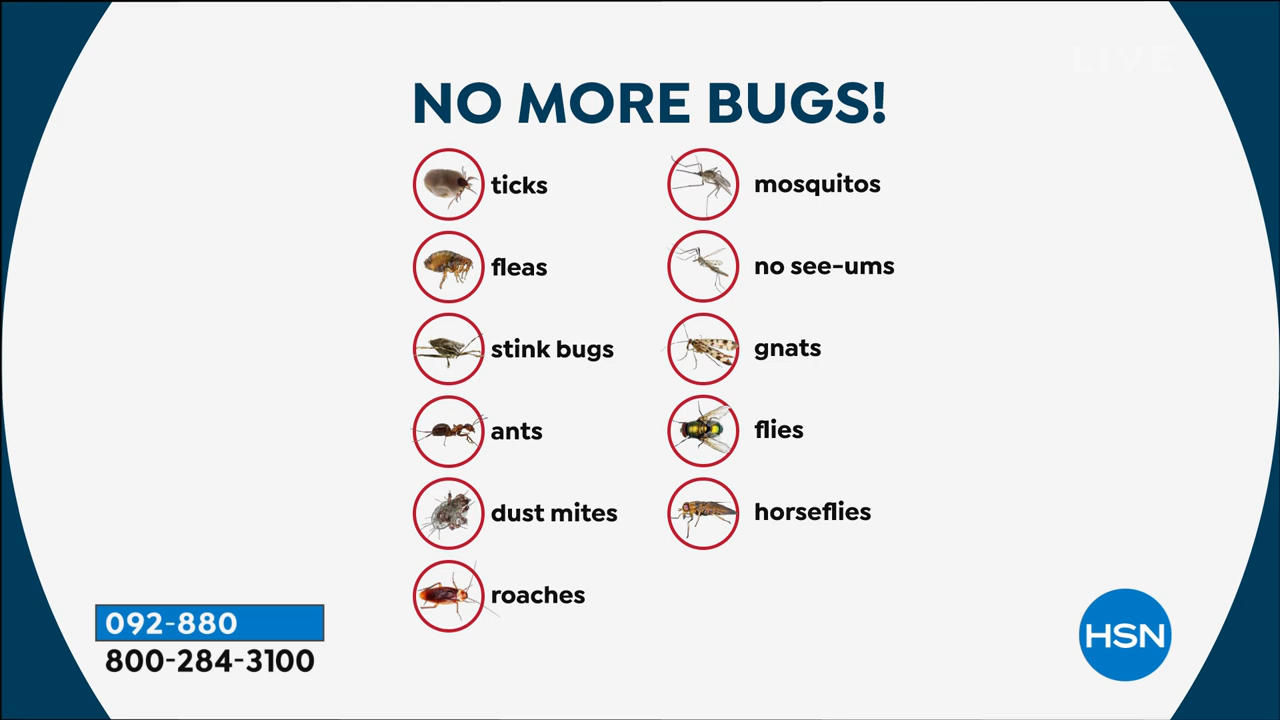 LIVE
NO MORE BUGS!
ticks
fleas
stink bugs
ants
dust mites
roaches
mosquitos
no see-ums
gnats
flies
horseflies
092-880
800-284-3100
HSN